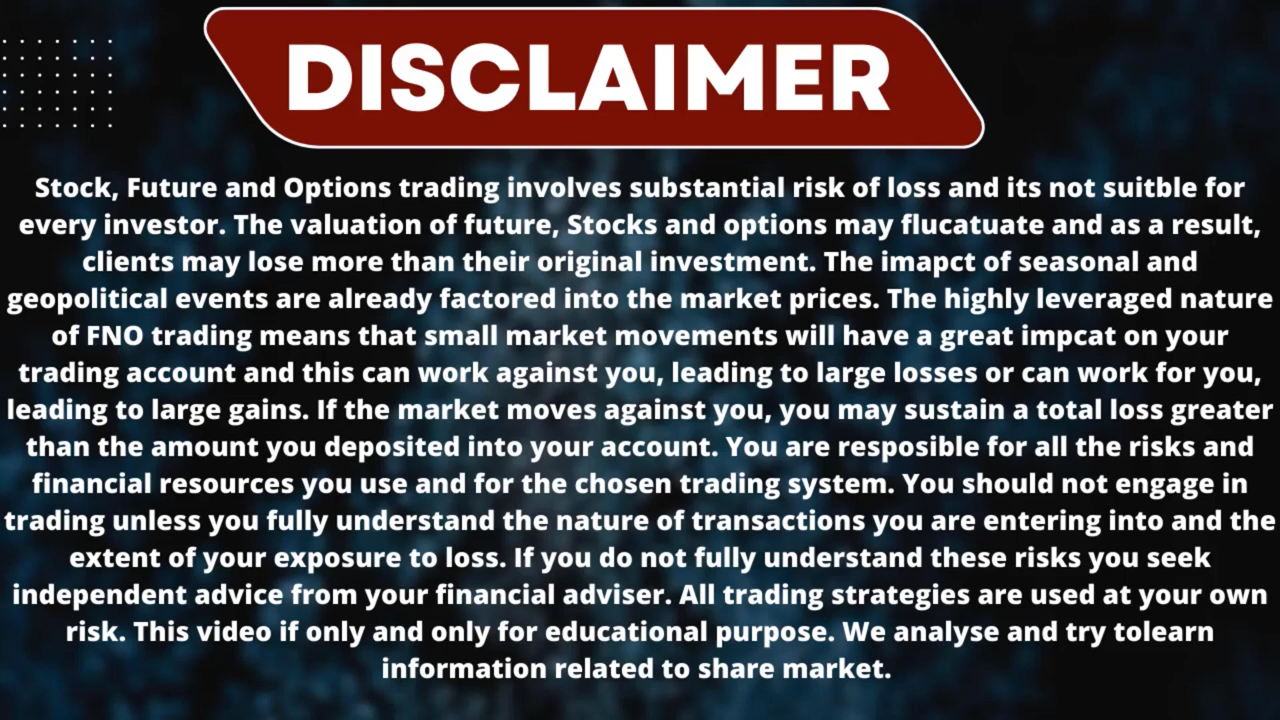 DISCLAIMER
Stock, Future and Options trading involves substantial risk of loss and its not suitble for
every investor. The valuation of future, Stocks and options may flucatuate and as a result,
clients may lose more than their original investment. The imapct of seasonal and
geopolitical events are already factored into the market prices. The highly leveraged nature
of FNO trading means that small market movements will have a great impcat on your
trading account and this can work against you, leading to large losses or can work for you,
leading to large gains. If the market moves against you, you may sustain a total loss greater
than the amount you deposited into your account. You are resposible for all the risks and
financial resources you use and for the chosen trading system. You should not engage in
trading unless you fully understand the nature of transactions you are entering into and the
extent of your exposure to loss. If you do not fully understand these risks you seek
independent advice from your financial adviser. All trading strategies are used at your own
risk. This video if only and only for educational purpose. We analyse and try tolearn
information related to share market.